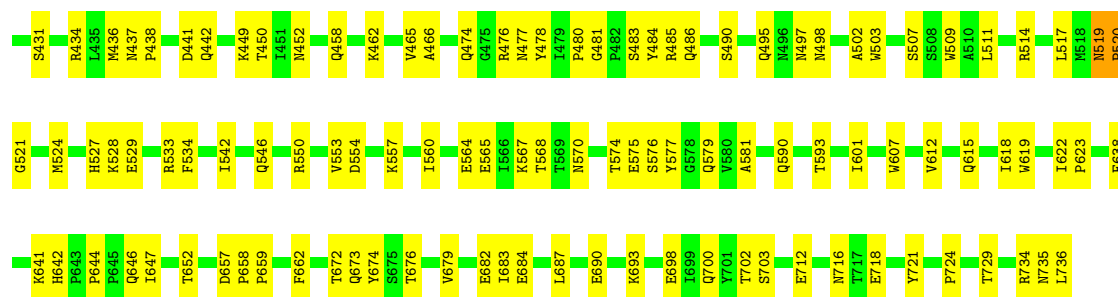 S431 R434 L435 M436 N437 P438 D441 Q442 K449 T450 I451 N452 Q458 K462 V465 A466 Q474 G475 R476 N477 Y478 I479 P480 G481 P482 S483 Y484 R485 Q486 S490 Q495 N496 N497 N498 A502 W503 S507 S508 W509 A510 L511 R514 L517 M518 N519
G521 M524 H527 K528 E529 R533 F534 I542 Q546 R550 V553 D554 K557 I560 E564 E565 I566 K567 T568 T569 N570 T574 E575 S576 Y577 G578 Q579 V580 A581 Q590 T593 I601 W607 V612 Q615 I618 W619 I622 P623
K641 H642 P643 P644 P645 Q646 I647 T652 D657 P658 P659 F662 T672 Q673 Y674 S675 T676 V679 E682 I683 E684 L687 E690 K693 E698 I699 Q700 Y701 T702 S703 E712 N716 T717 E718 Y721 P724 T729 R734 N735 L736